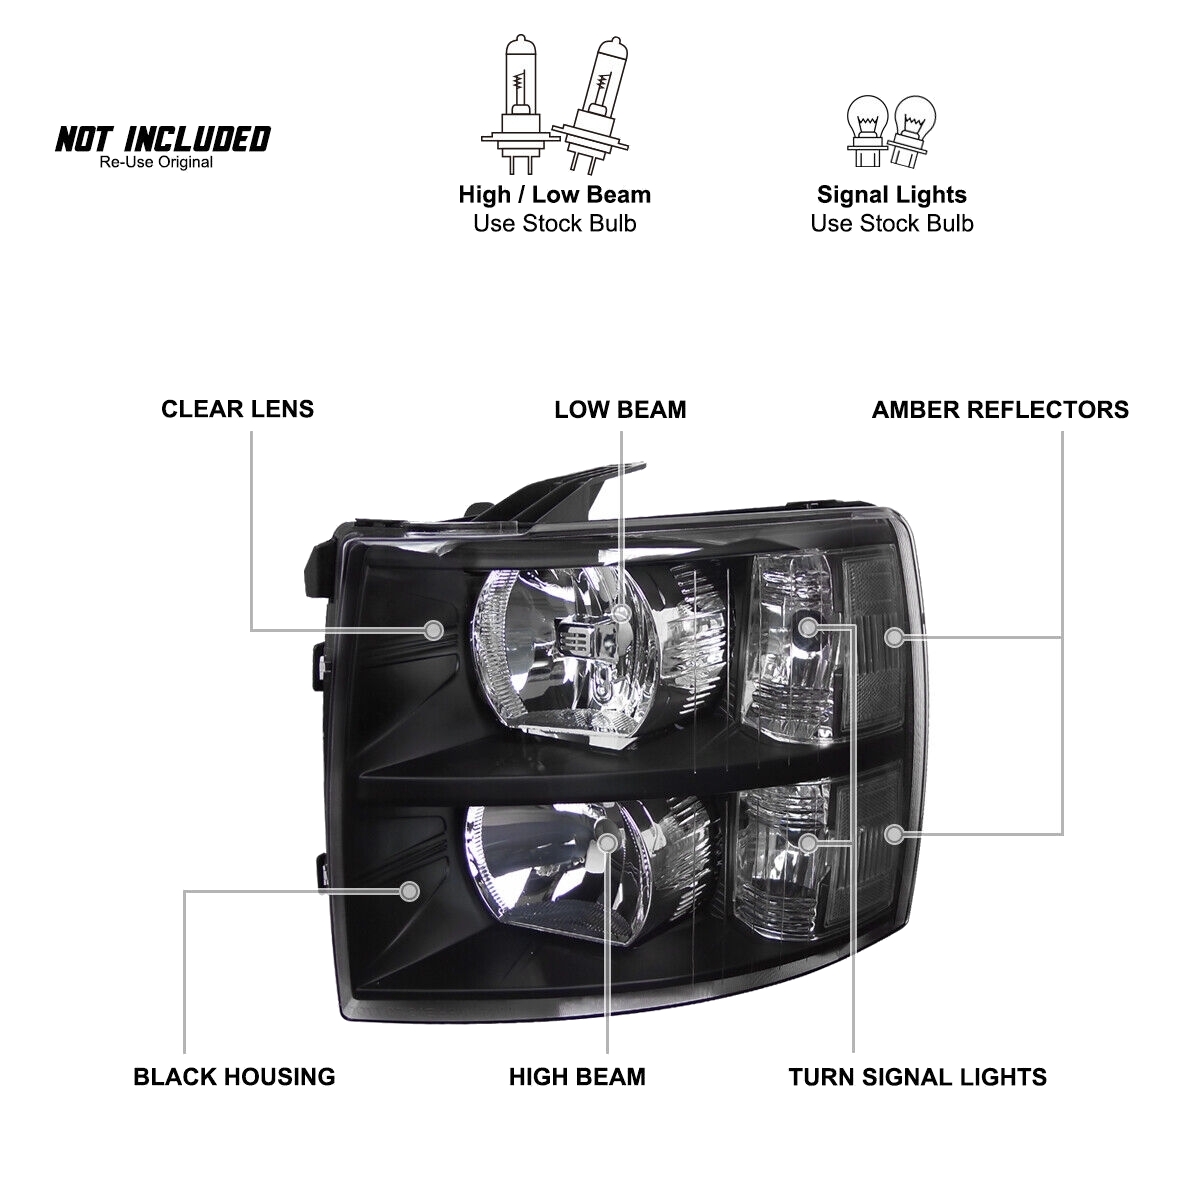 NOT INCLUDED
Re-Use Original
High / Low Beam
Use Stock Bulb
Signal Lights
Use Stock Bulb
CLEAR LENS
LOW BEAM
AMBER REFLECTORS
BLACK HOUSING
HIGH BEAM
TURN SIGNAL LIGHTS